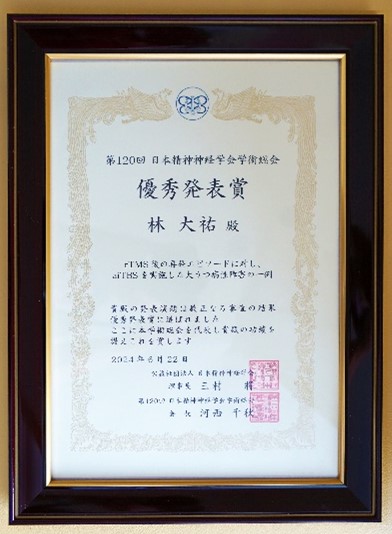 第120回 日本精神神経学会学術総会
優秀発表賞
林 大祐 殿
rTMS 後の再発エピソードに対し、
aiTBS を実施した大うつ病性障害の一例
貴殿の発表演題は厳正なる審査の結果
優秀発表賞に選ばれました
ここに本学術総会を代表し貴殿の功績を
讃えこれを賞します
2024 年 6 月 22 日
公益社団法人 日本精神神経学会
理事長 三村 將
第120回 日本精神神経学会学術総会
会 長 河西 千秋